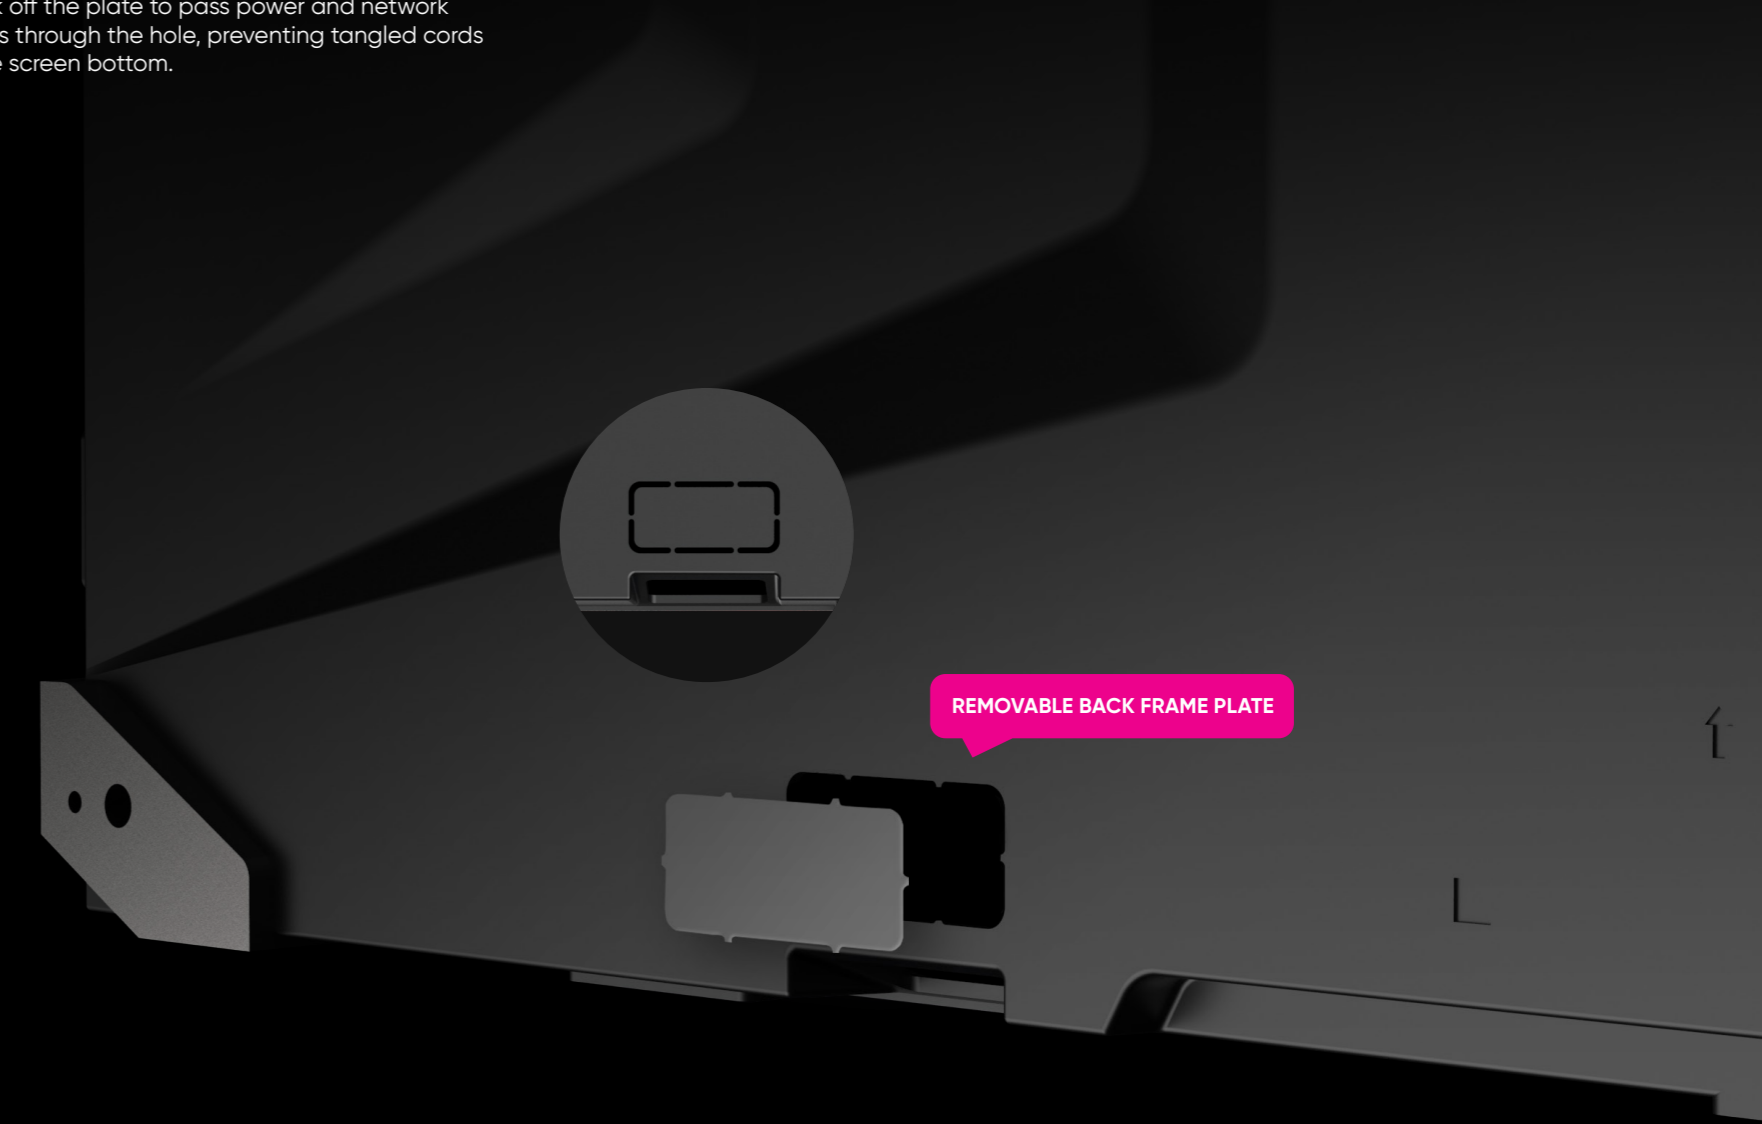 off the plate to pass power and network
through the hole, preventing tangled cords
screen bottom.
REMOVABLE BACK FRAME PLATE
L